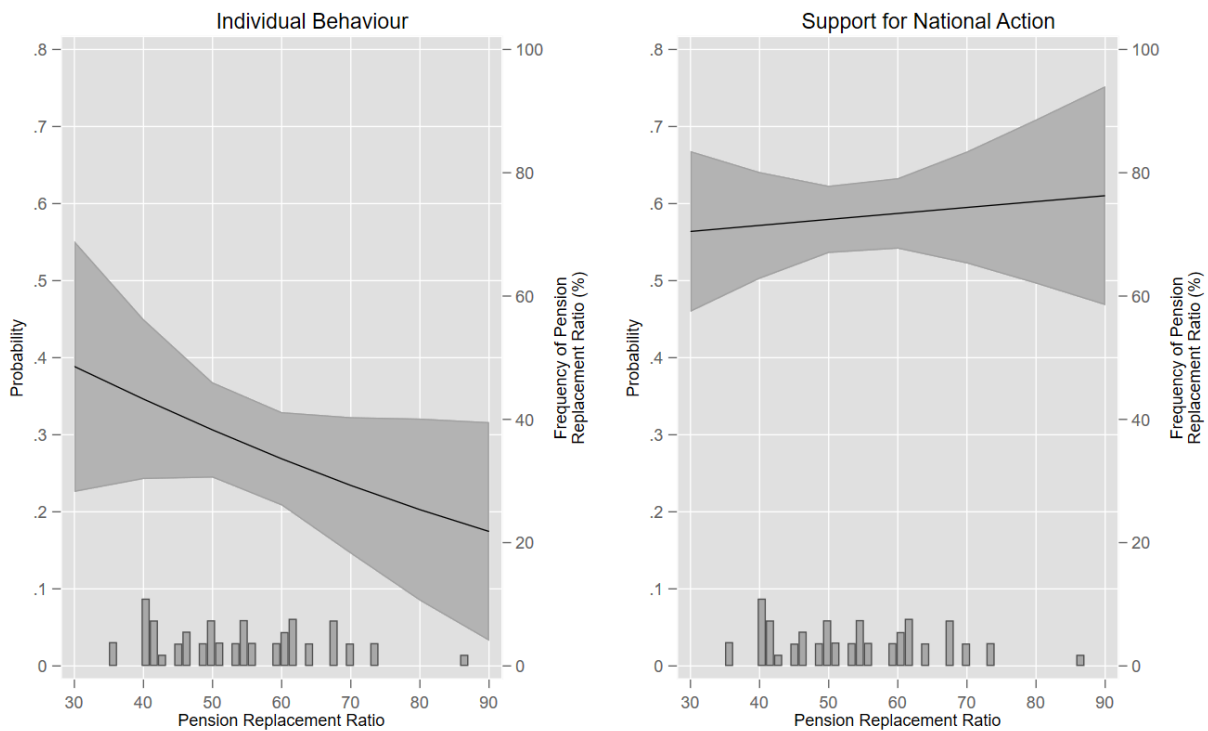 Individual Behaviour
.8
.7
.6
.5
.4
.3
.2
.1
0
Probability
100
80
60
40
20
0
Frequency of Pension
Replacement Ratio (%)
30 40 50 60 70 80 90
Pension Replacement Ratio
Support for National Action
.8
.7
.6
.5
.4
.3
.2
.1
0
Probability
100
80
60
40
20
0
Frequency of Pension
Replacement Ratio (%)
30 40 50 60 70 80 90
Pension Replacement Ratio